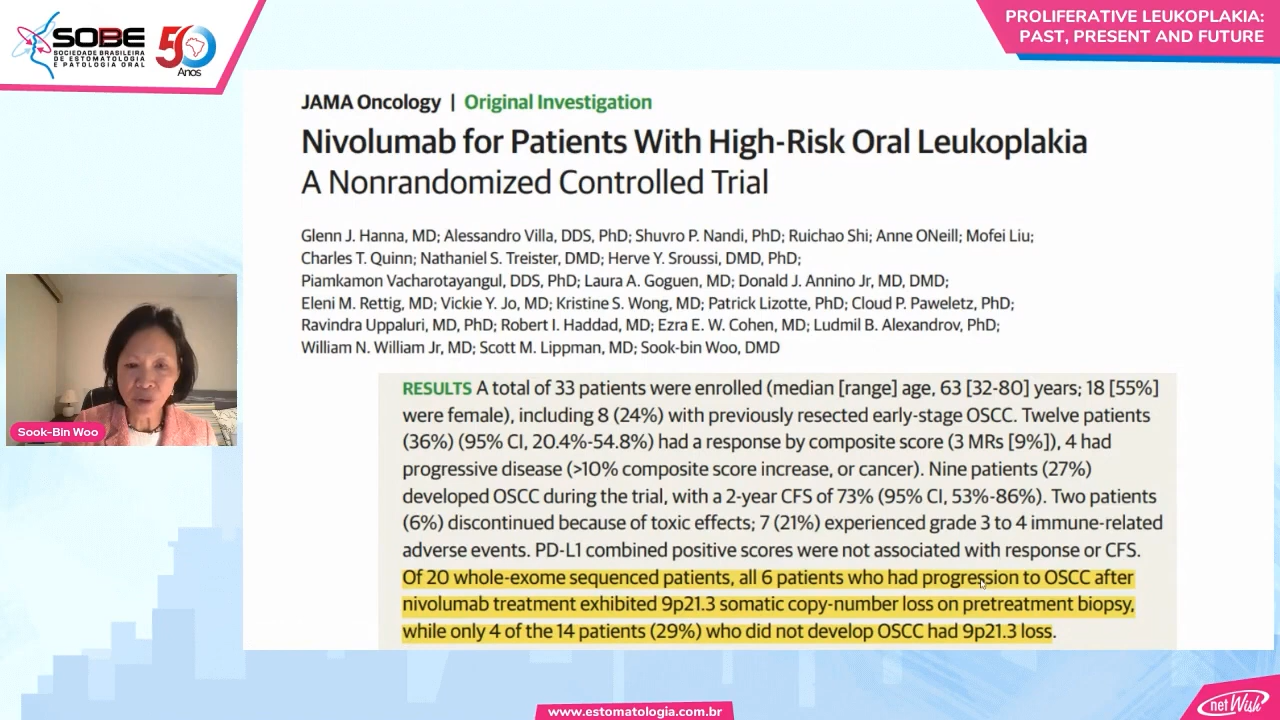 SOBE
SOCIEDADE BRASILEIRA
DE ESTOMATOLOGIA
E PATOLOGIA ORAL
50
Anos
PROLIFERATIVE LEUKOPLAKIA:
PAST, PRESENT AND FUTURE
JAMA Oncology | Original Investigation
Nivolumab for Patients With High-Risk Oral Leukoplakia
A Nonrandomized Controlled Trial
Glenn J. Hanna, MD; Alessandro Villa, DDS, PhD; Shuvro P. Nandi, PhD; Ruichao Shi; Anne ONeill; Mofei Liu;
Charles T. Quinn; Nathaniel S. Treister, DMD; Herve Y. Sroussi, DMD, PhD;
Piamkamon Vacharotayangul, DDS, PhD; Laura A. Goguen, MD; Donald J. Annino Jr, MD, DMD;
Eleni M. Rettig, MD; Vickie Y. Jo, MD; Kristine S. Wong, MD; Patrick Lizotte, PhD; Cloud P. Paweletz, PhD;
Ravindra Uppaluri, MD, PhD; Robert I. Haddad, MD; Ezra E. W. Cohen, MD; Ludmil B. Alexandrov, PhD;
William N. William Jr, MD; Scott M. Lippman, MD; Sook-bin Woo, DMD
RESULTS A total of 33 patients were enrolled (median [range] age, 63 [32-80] years; 18 [55%]
were female), including 8 (24%) with previously resected early-stage OSCC. Twelve patients
(36%) (95% CI, 20.4%-54.8%) had a response by composite score (3 MRs [9%]), 4 had
progressive disease (>10% composite score increase, or cancer). Nine patients (27%)
developed OSCC during the trial, with a 2-year CFS of 73% (95% CI, 53%-86%). Two patients
(6%) discontinued because of toxic effects; 7 (21%) experienced grade 3 to 4 immune-related
adverse events. PD-L1 combined positive scores were not associated with response or CFS.
Of 20 whole-exome sequenced patients, all 6 patients who had progression to OSCC after
nivolumab treatment exhibited 9p21.3 somatic copy-number loss on pretreatment biopsy,
while only 4 of the 14 patients (29%) who did not develop OSCC had 9p21.3 loss.
Sook-Bin Woo
www.estomatologia.com.br
netWish